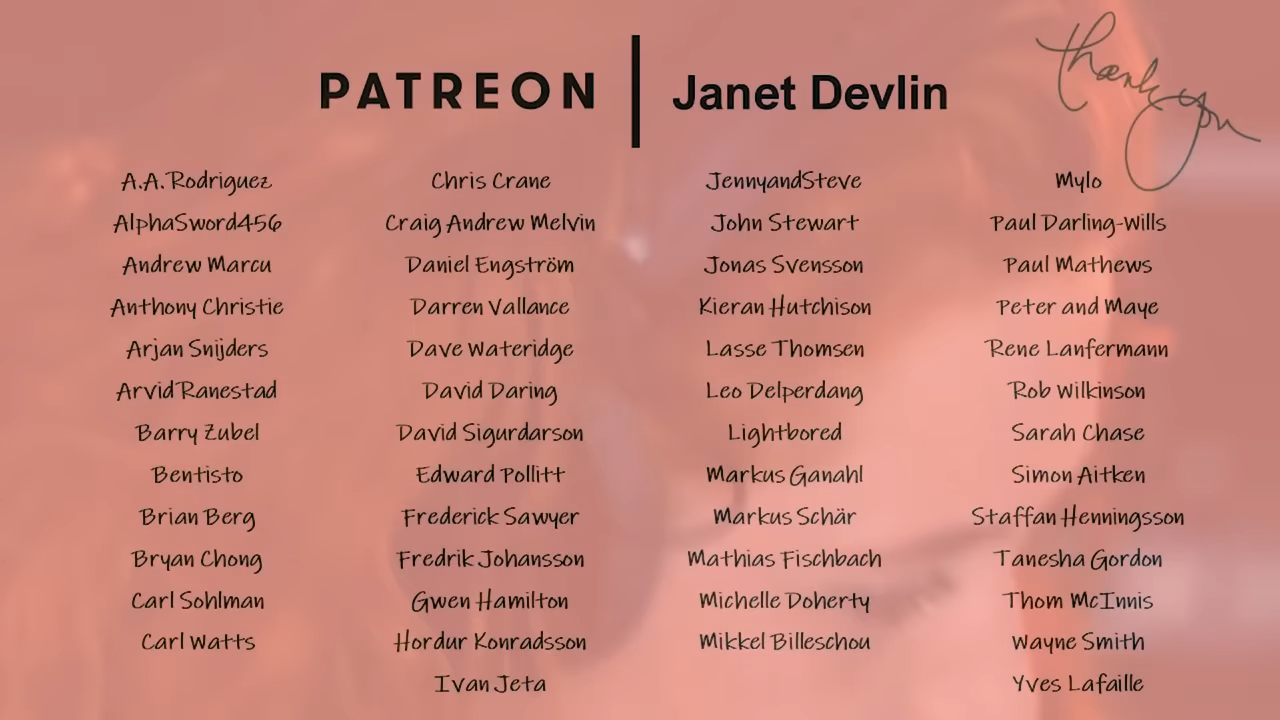 PATREON | Janet Devlin
thank you
A.A. Rodriguez
AlphaSword456
Andrew Marcu
Anthony Christie
Arjan Snijders
Arvid Ranestad
Barry Zubel
Bentisto
Brian Berg
Bryan Chong
Carl Sohlman
Carl Watts
Chris Crane
Craig Andrew Melvin
Daniel Engström
Darren Vallance
Dave Wateridge
David Daring
David Sigurdarson
Edward Pollitt
Frederick Sawyer
Fredrik Johansson
Gwen Hamilton
Hordur Konradsson
Ivan Jeta
JennyandSteve
John Stewart
Jonas Svensson
Kieran Hutchison
Lasse Thomsen
Leo Delperdang
Lightbored
Markus Ganahl
Markus Schär
Mathias Fischbach
Michelle Doherty
Mikkel Billeschou
Mylo
Paul Darling-Wills
Paul Mathews
Peter and Maye
Rene Lanfermann
Rob Wilkinson
Sarah Chase
Simon Aitken
Staffan Henningsson
Tanesha Gordon
Thom McInnis
Wayne Smith
Yves Lafaille